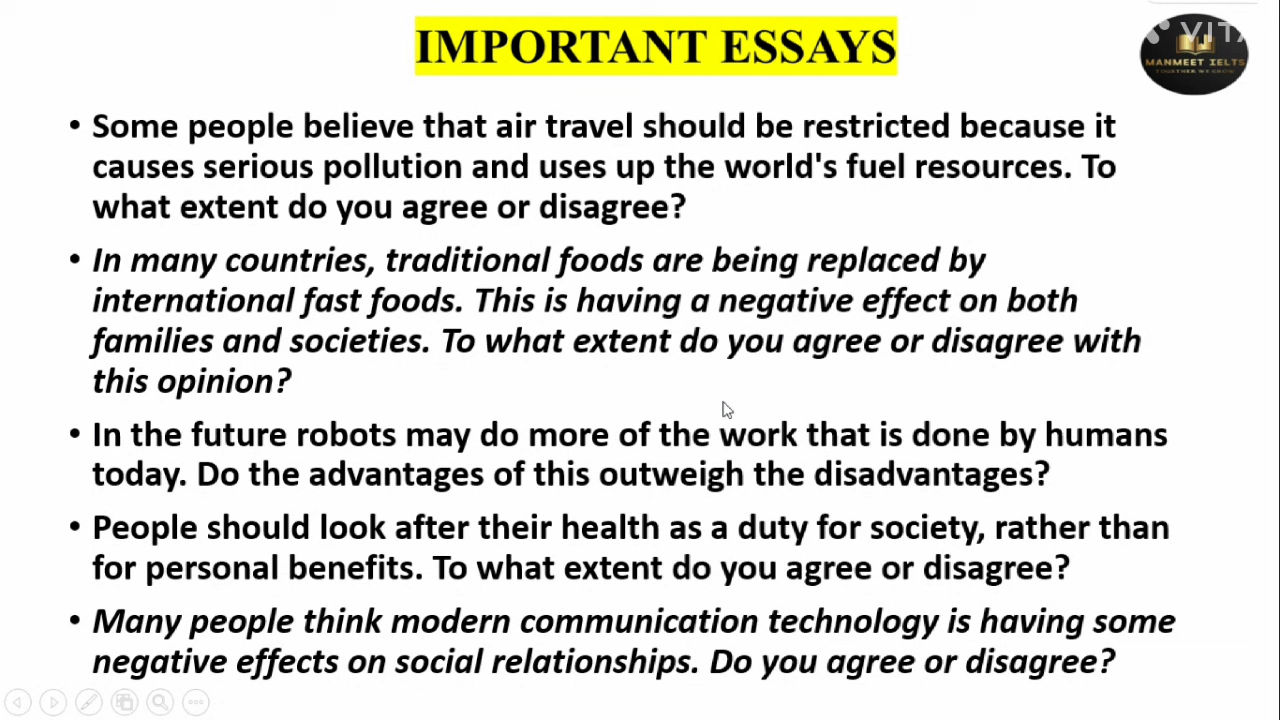 IMPORTANT ESSAYS
VITA
MANMEET IELTS
TOGETHER WE GROW
• Some people believe that air travel should be restricted because it
causes serious pollution and uses up the world's fuel resources. To
what extent do you agree or disagree?
• In many countries, traditional foods are being replaced by
international fast foods. This is having a negative effect on both
families and societies. To what extent do you agree or disagree with
this opinion?
• In the future robots may do more of the work that is done by humans
today. Do the advantages of this outweigh the disadvantages?
• People should look after their health as a duty for society, rather than
for personal benefits. To what extent do you agree or disagree?
• Many people think modern communication technology is having some
negative effects on social relationships. Do you agree or disagree?